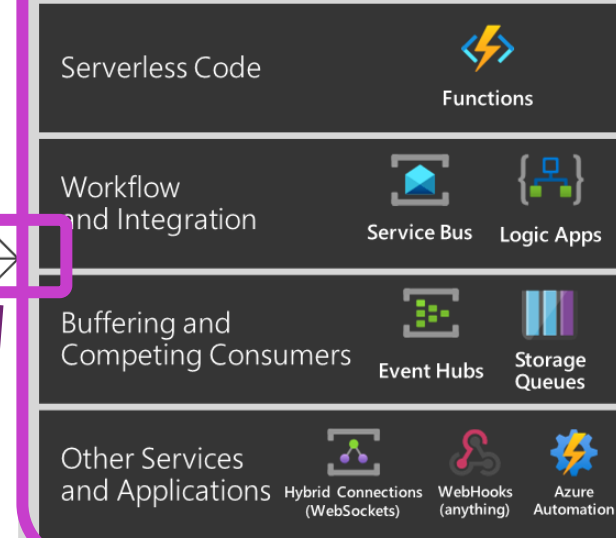 Serverless Code
Functions
Workflow
and Integration
Service Bus
Logic Apps
Buffering and
Competing Consumers
Event Hubs
Storage
Queues
Other Services
and Applications
Hybrid Connections
(WebSockets)
WebHooks
(anything)
Azure
Automation